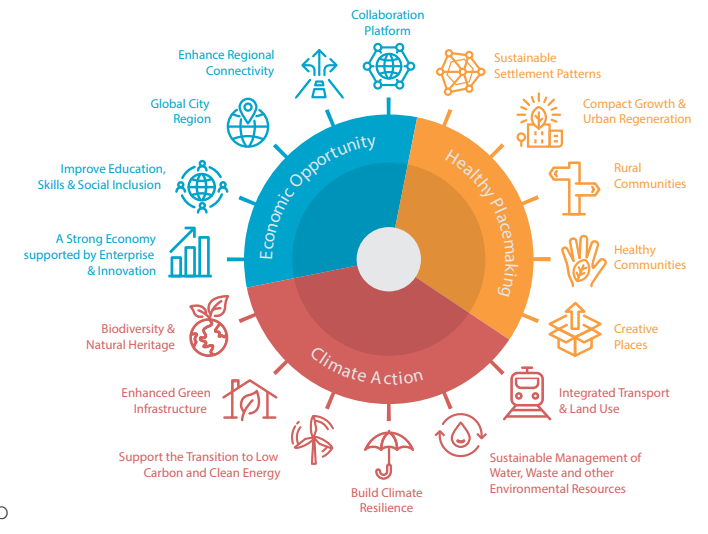 Collaboration
Platform
Enhance Regional
Connectivity
Global City
Region
Improve Education,
Skills & Social Inclusion
A Strong Economy
supported by Enterprise
& Innovation
Sustainable
Settlement Patterns
Compact Growth &
Urban Regeneration
Rural
Communities
Healthy
Communities
Creative
Places
Economic Opportunity
Healthy Placemaking
Climate Action
Biodiversity &
Natural Heritage
Enhanced Green
Infrastructure
Support the Transition to Low
Carbon and Clean Energy
Build Climate
Resilience
Sustainable Management of
Water, Waste and other
Environmental Resources
Integrated Transport
& Land Use